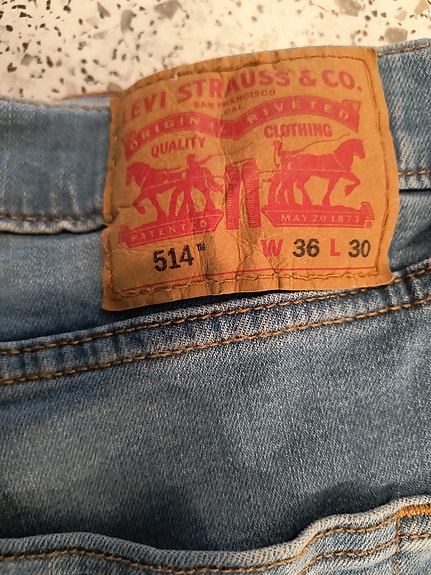 LEVI STRAUSS & CO.
SAN FRANCISCO
CAL.
ORIGINAL RIVETED
QUALITY CLOTHING
PATENTED MAY 20 1873
514™ W 36 L 30